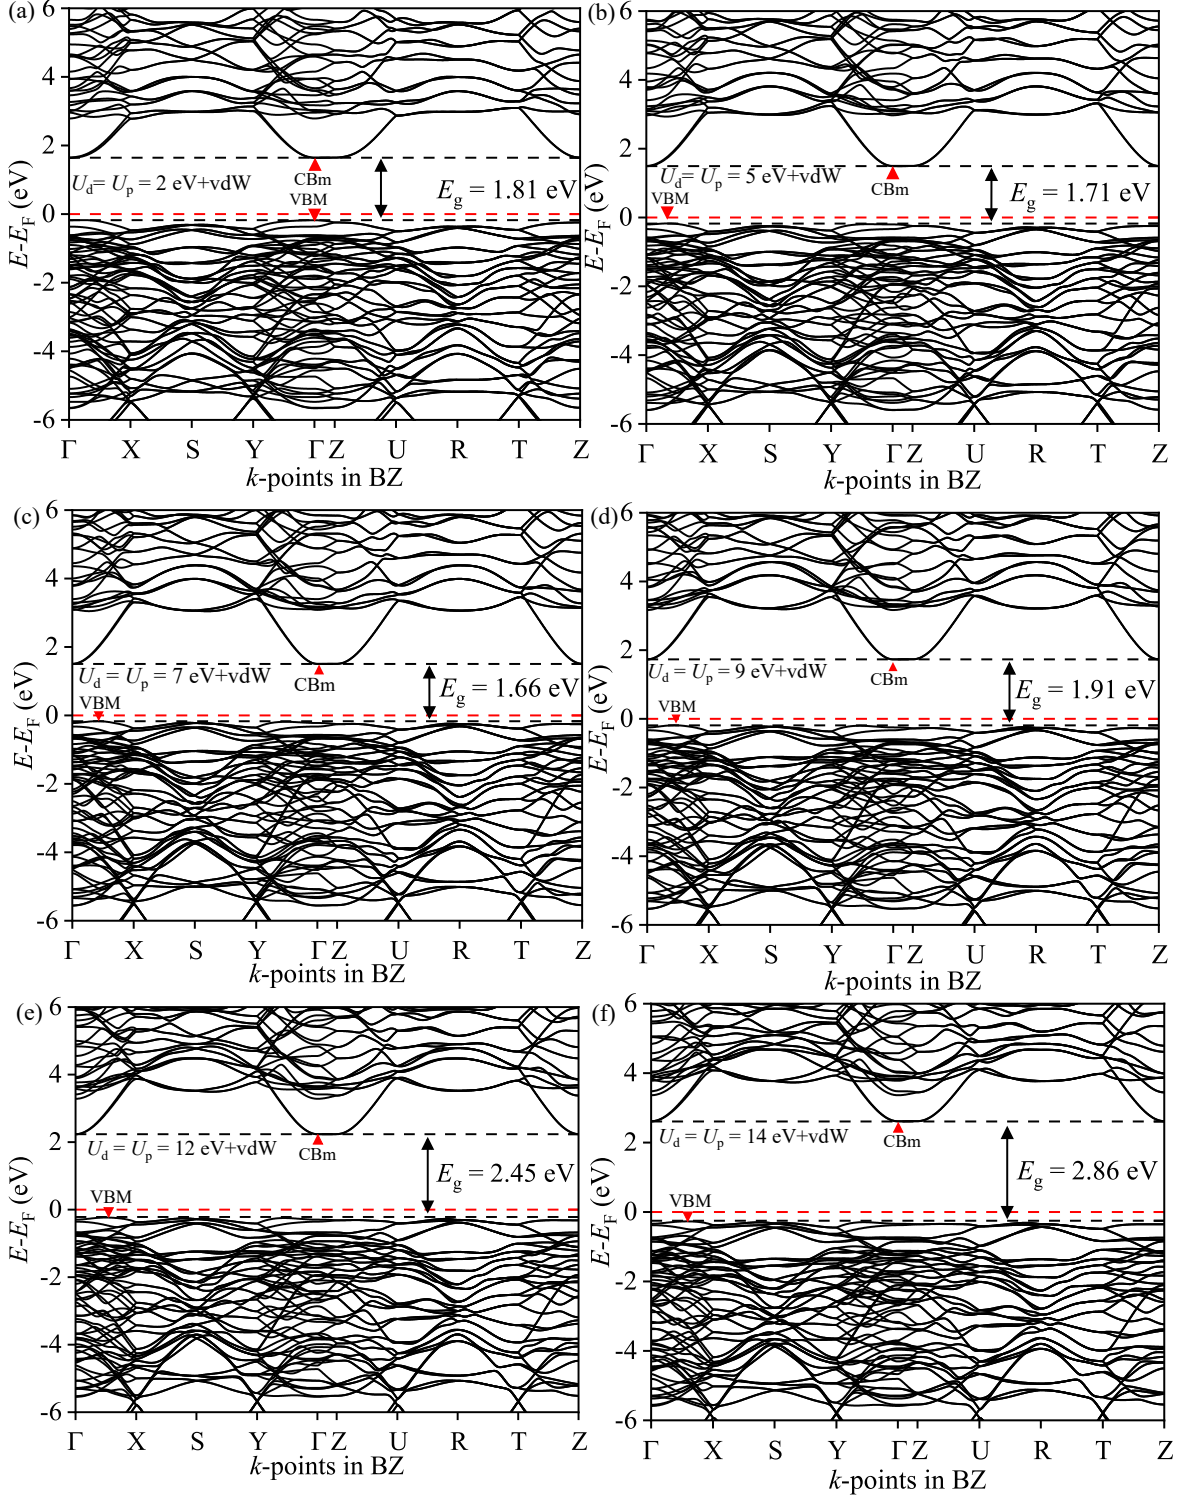 (a)
6
4
2
0
-2
-4
-6
E-E_F (eV)
U_d= U_p = 2 eV+vdW
CBm
VBM
E_g = 1.81 eV
Γ X S Y Γ Z U R T Z
k-points in BZ
(b)
6
4
2
0
-2
-4
-6
E-E_F (eV)
U_d= U_p = 5 eV+vdW
VBM
CBm
E_g = 1.71 eV
Γ X S Y Γ Z U R T Z
k-points in BZ
(c)
6
4
2
0
-2
-4
-6
E-E_F (eV)
U_d = U_p = 7 eV+vdW
VBM
CBm
E_g = 1.66 eV
Γ X S Y Γ Z U R T Z
k-points in BZ
(d)
6
4
2
0
-2
-4
-6
E-E_F (eV)
U_d = U_p = 9 eV+vdW
VBM
CBm
E_g = 1.91 eV
Γ X S Y Γ Z U R T Z
k-points in BZ
(e)
6
4
2
0
-2
-4
-6
E-E_F (eV)
U_d = U_p = 12 eV+vdW
VBM
CBm
E_g = 2.45 eV
Γ X S Y Γ Z U R T Z
k-points in BZ
(f)
6
4
2
0
-2
-4
-6
E-E_F (eV)
U_d = U_p = 14 eV+vdW
VBM
CBm
E_g = 2.86 eV
Γ X S Y Γ Z U R T Z
k-points in BZ